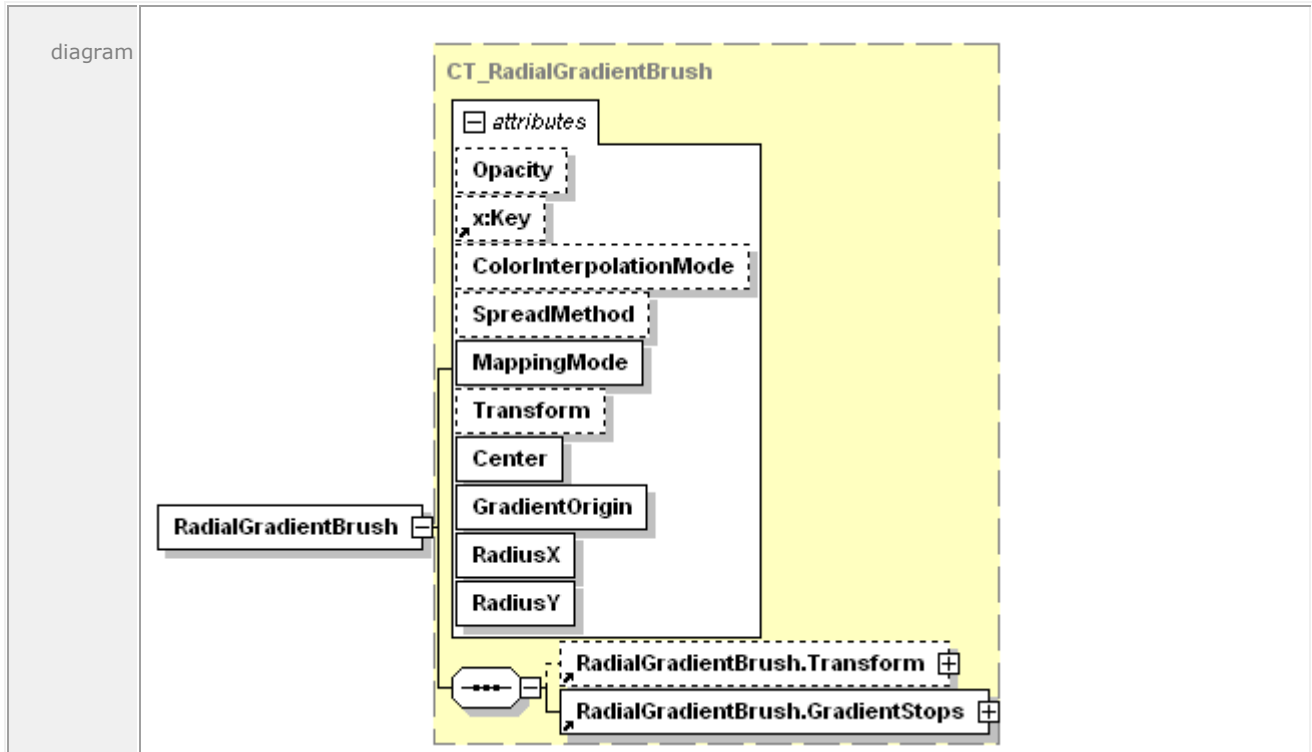 diagram
CT_RadialGradientBrush
attributes
Opacity
x:Key
ColorInterpolationMode
SpreadMethod
MappingMode
Transform
Center
GradientOrigin
RadialGradientBrush
RadiusX
RadiusY
RadialGradientBrush.Transform
RadialGradientBrush.GradientStops